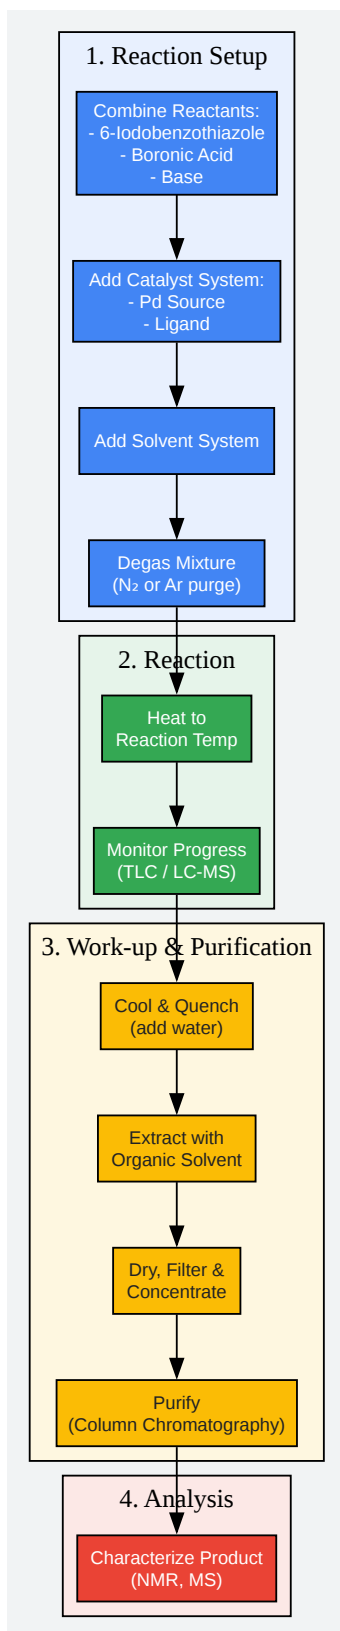 1. Reaction Setup
Combine Reactants:
- 6-Iodobenzothiazole
- Boronic Acid
- Base
Add Catalyst System:
- Pd Source
- Ligand
Add Solvent System
Degas Mixture
(N₂ or Ar purge)
2. Reaction
Heat to
Reaction Temp
Monitor Progress
(TLC / LC-MS)
3. Work-up & Purification
Cool & Quench
(add water)
Extract with
Organic Solvent
Dry, Filter &
Concentrate
Purify
(Column Chromatography)
4. Analysis
Characterize Product
(NMR, MS)